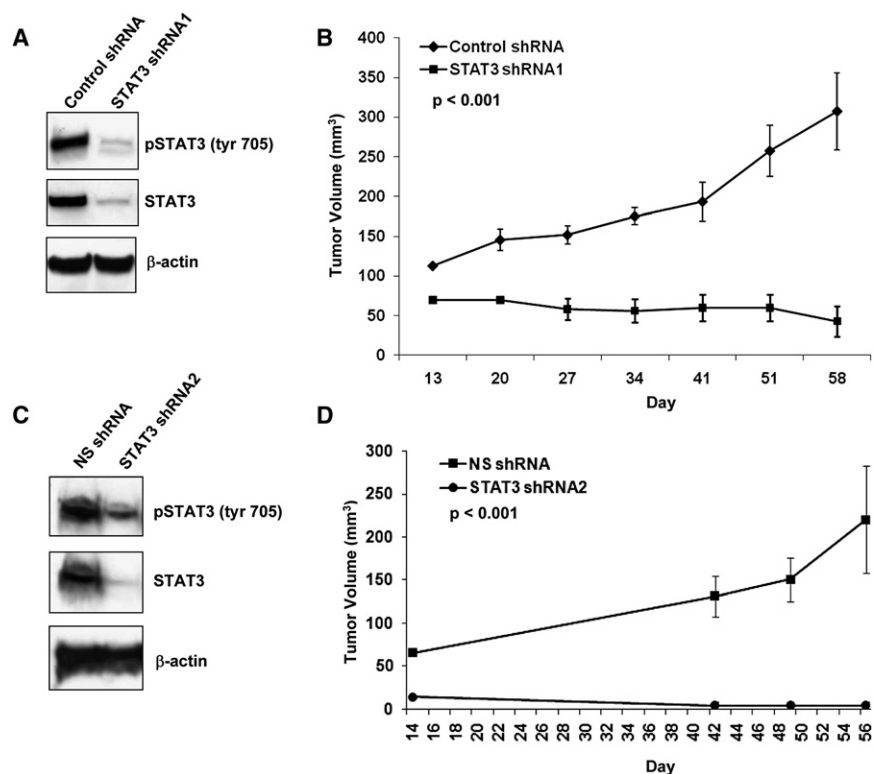 A
Control shRNA
STAT3 shRNA1
pSTAT3 (tyr 705)
STAT3
β-actin
B
Control shRNA
STAT3 shRNA1
p < 0.001
Tumor Volume (mm³)
400
350
300
250
200
150
100
50
0
13 20 27 34 41 51 58
Day
C
NS shRNA
STAT3 shRNA2
pSTAT3 (tyr 705)
STAT3
β-actin
D
NS shRNA
STAT3 shRNA2
p < 0.001
Tumor Volume (mm³)
300
250
200
150
100
50
0
14 16 18 20 22 24 26 28 30 32 34 36 38 40 42 44 46 48 50 52 54 56
Day